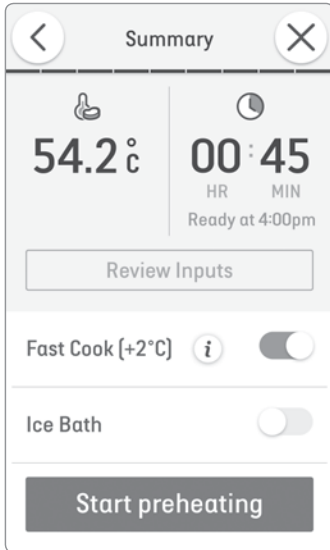 Summary
54.2°C
00:45
HR MIN
Ready at 4:00pm
Review Inputs
Fast Cook (+2°C) i
Ice Bath
Start preheating